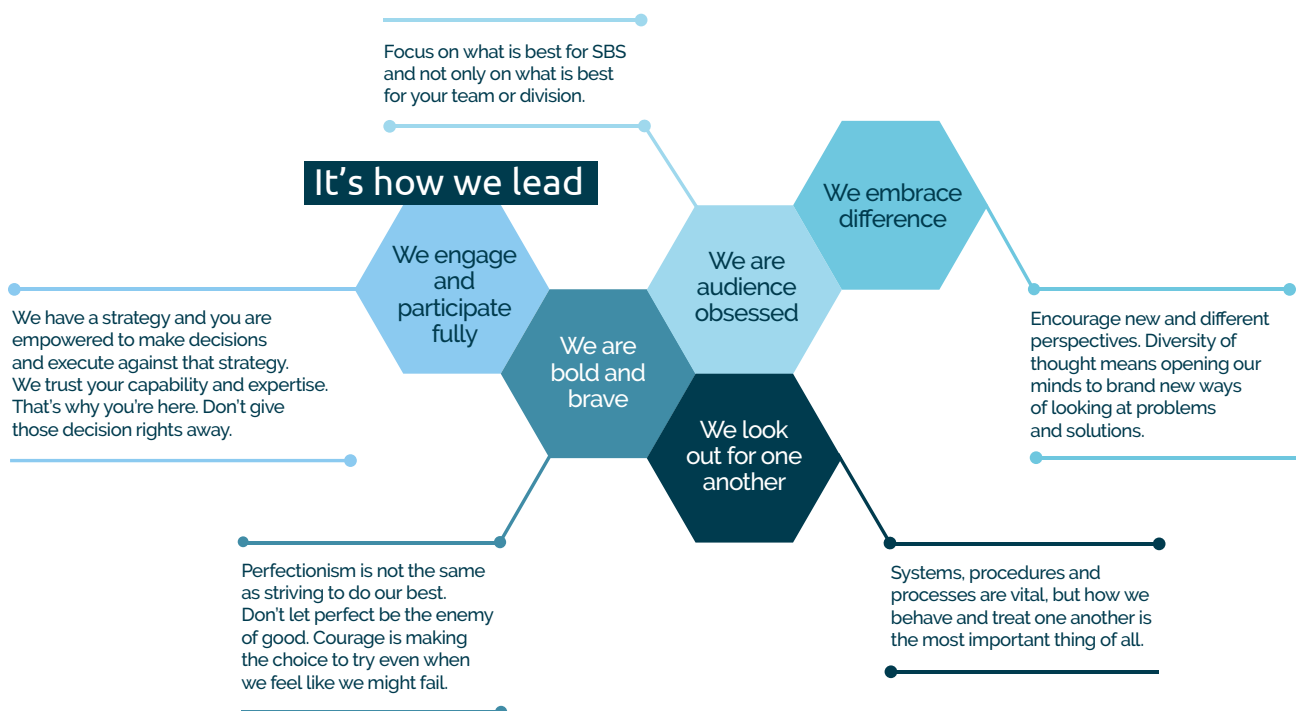 Focus on what is best for SBS
and not only on what is best
for your team or division.
It's how we lead
We embrace
difference
We engage
and
participate
fully
We are
audience
obsessed
We have a strategy and you are
empowered to make decisions
and execute against that strategy.
We trust your capability and expertise.
That's why you're here. Don't give
those decision rights away.
We are
bold and
brave
Encourage new and different
perspectives. Diversity of
thought means opening our
minds to brand new ways
of looking at problems
and solutions.
We look
out for one
another
Perfectionism is not the same
as striving to do our best.
Don't let perfect be the enemy
of good. Courage is making
the choice to try even when
we feel like we might fail.
Systems, procedures and
processes are vital, but how we
behave and treat one another is
the most important thing of all.